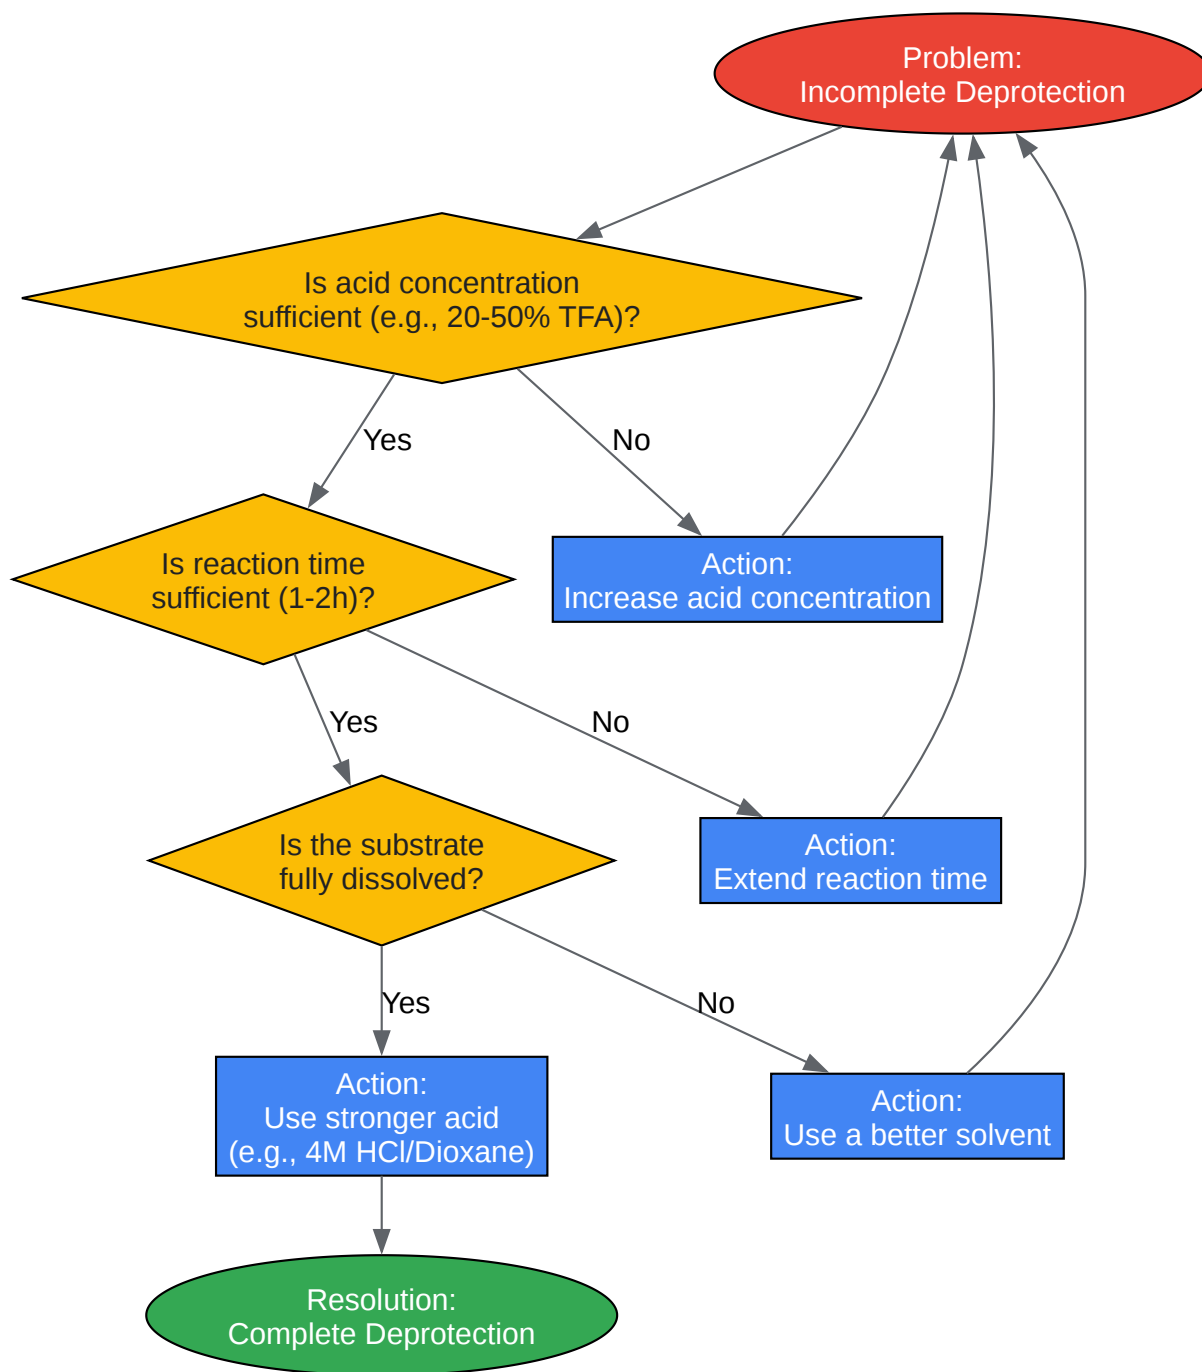 Problem:
Incomplete Deprotection
Is acid concentration
sufficient (e.g., 20-50% TFA)?
Yes
No
Is reaction time
sufficient (1-2h)?
Action:
Increase acid concentration
Yes
No
Is the substrate
fully dissolved?
Action:
Extend reaction time
Yes
No
Action:
Use stronger acid
(e.g., 4M HCl/Dioxane)
Action:
Use a better solvent
Resolution:
Complete Deprotection